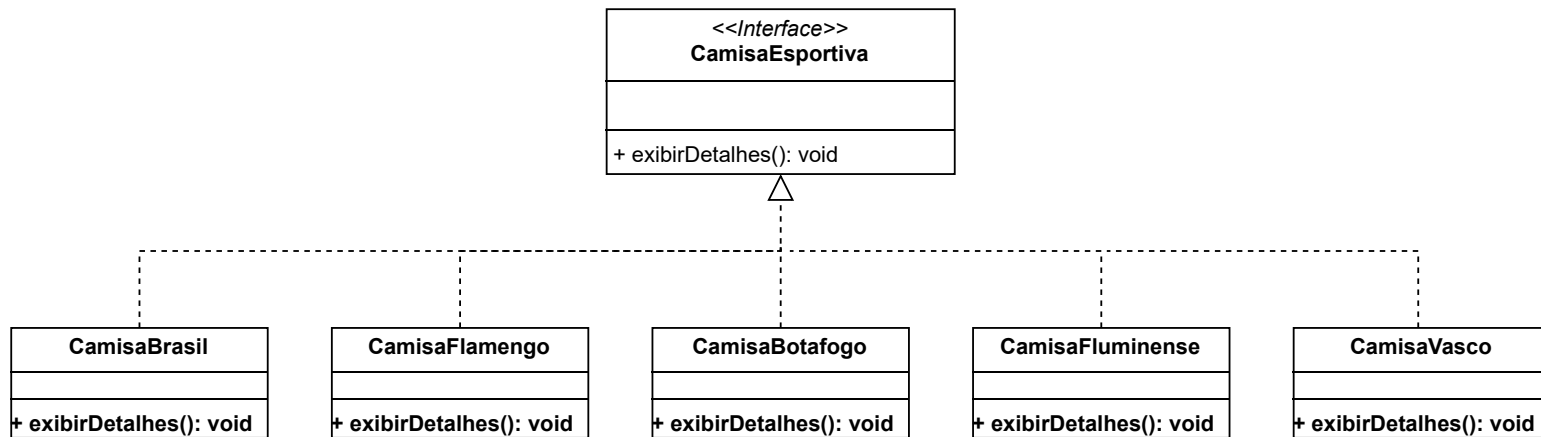 <<Interface>>
CamisaEsportiva
+ exibirDetalhes(): void
CamisaBrasil
+ exibirDetalhes(): void
CamisaFlamengo
+ exibirDetalhes(): void
CamisaBotafogo
+ exibirDetalhes(): void
CamisaFluminense
+ exibirDetalhes(): void
CamisaVasco
+ exibirDetalhes(): void